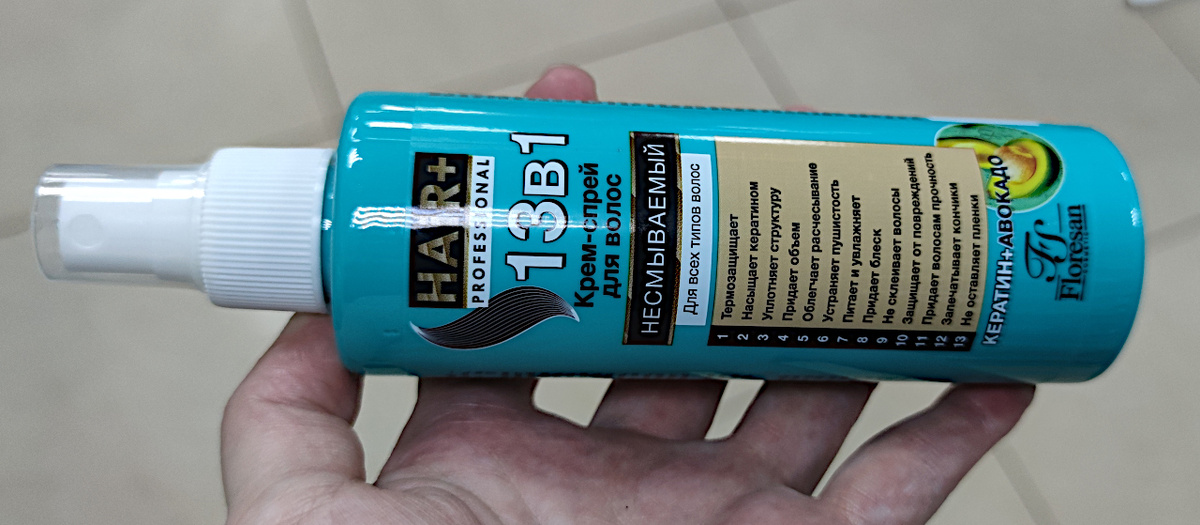 HAIR+
PROFESSIONAL
13В1
Крем-спрей
для волос
НЕСМЫВАЕМЫЙ
Для всех типов волос
1 Термозащищает
2 Насыщает кератином
3 Уплотняет структуру
4 Придает объем
5 Облегчает расчесывание
6 Устраняет пушистость
7 Питает и увлажняет
8 Придает блеск
9 Не склеивает волосы
10 Защищает от повреждений
11 Придает волосам прочность
12 Запечатывает кончики
13 Не оставляет пленки
КЕРАТИН+АВОКАДО
Floresan